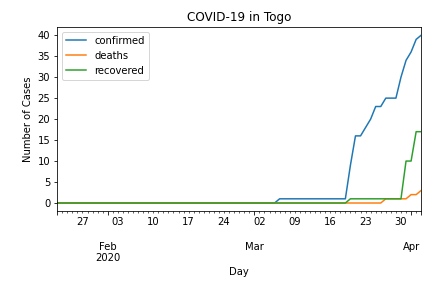 COVID-19 in Togo
40
35
30
25
20
15
10
5
0
Number of Cases
confirmed
deaths
recovered
27 03 10 17 24 02 09 16 23 30
Feb Mar Apr
2020
Day